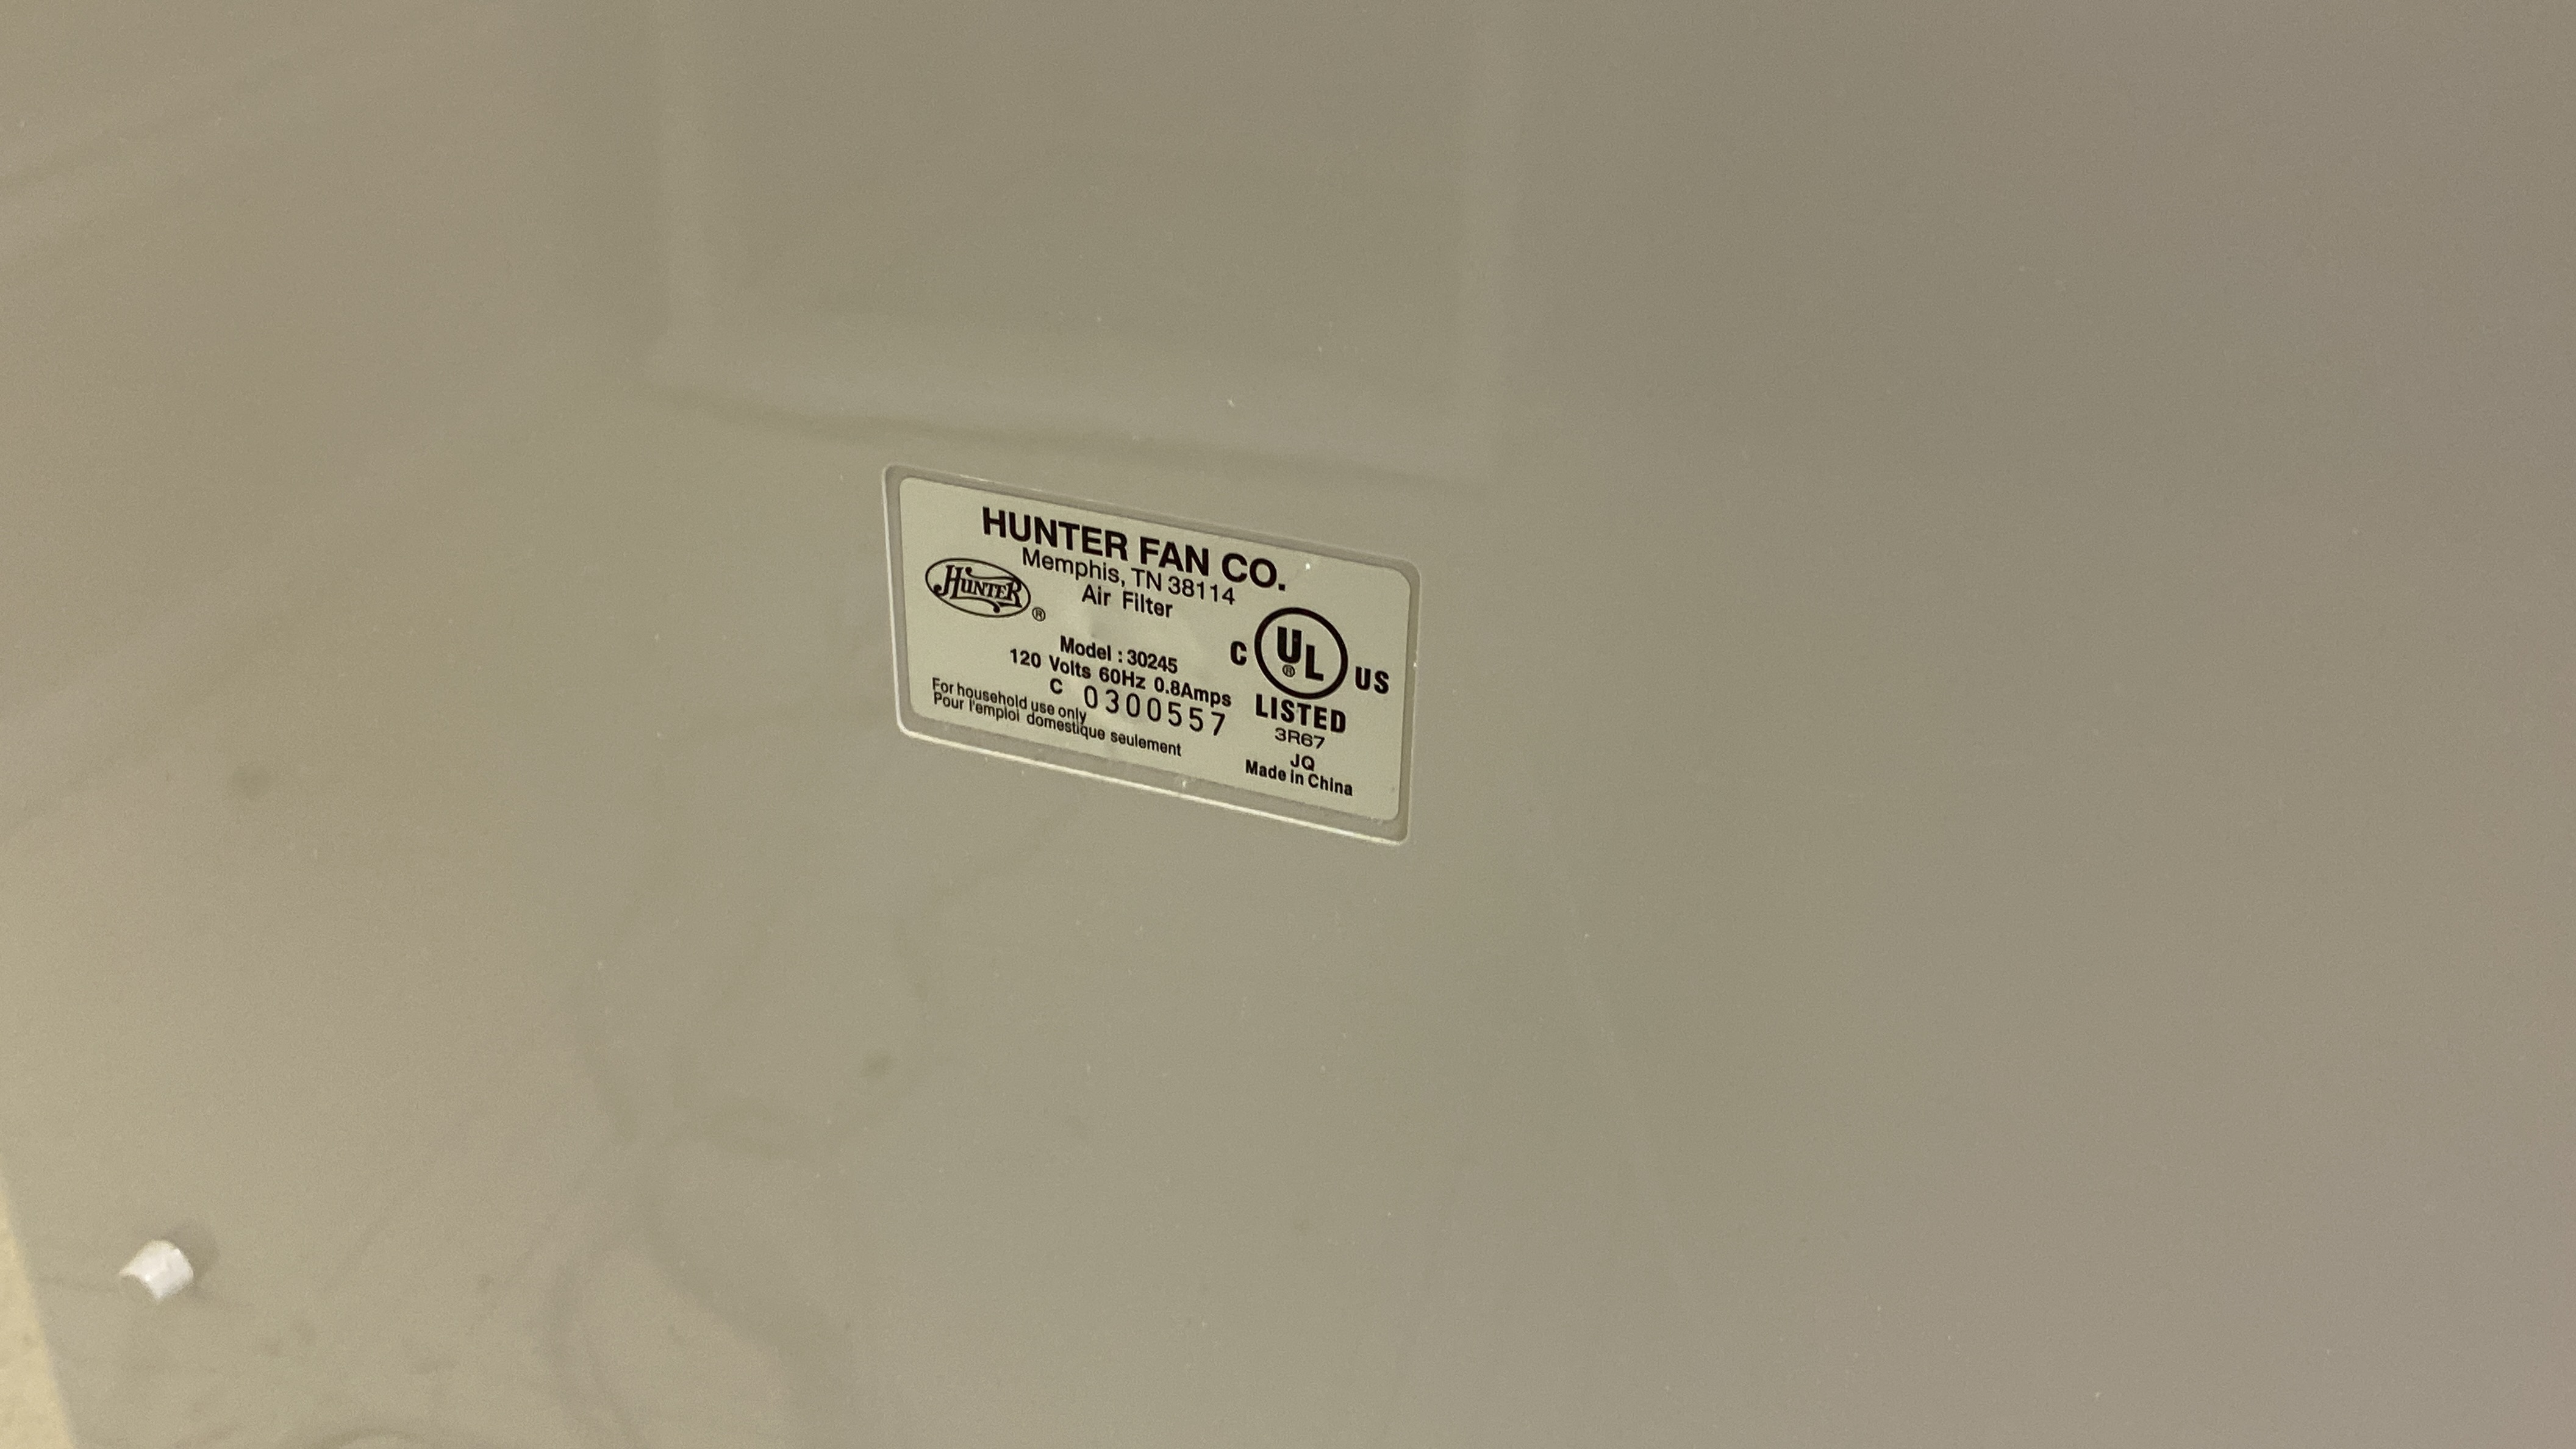 HUNTER FAN CO.
Memphis, TN 38114
Air Filter
HUNTER ®
Model : 30245
120 Volts 60Hz 0.8Amps
C 0300557
For household use only
Pour l'emploi domestique seulement
C UL ® US
LISTED
3R67
JQ
Made in China